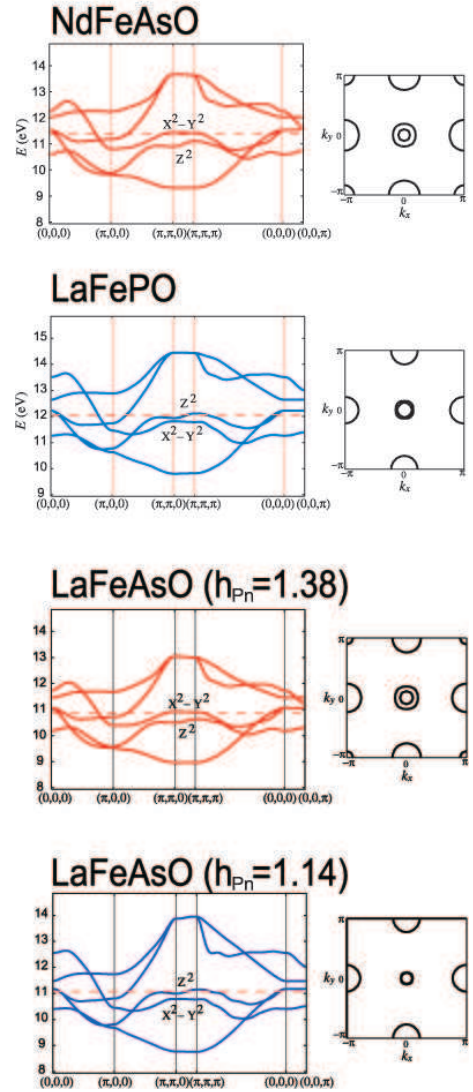 NdFeAsO
14
13
12
11
10
9
8
E (eV)
X²−Y²
Z²
(0,0,0) (π,0,0) (π,π,0)(π,π,π) (0,0,0)(0,0,π)
π
ky 0
−π
−π 0 π
kx
LaFePO
15
14
13
12
11
10
9
E (eV)
Z²
X²−Y²
(0,0,0) (π,0,0) (π,π,0)(π,π,π) (0,0,0)(0,0,π)
π
ky 0
−π
−π 0 π
kx
LaFeAsO (hPn=1.38)
14
13
12
11
10
9
8
X²−Y²
Z²
(0,0,0) (π,0,0) (π,π,0)(π,π,π) (0,0,0)(0,0,π)
π
ky 0
−π
−π 0 π
kx
LaFeAsO (hPn=1.14)
14
13
12
11
10
9
8
Z²
X²−Y²
(0,0,0) (π,0,0) (π,π,0)(π,π,π) (0,0,0)(0,0,π)
π
ky 0
−π
−π 0 π
kx